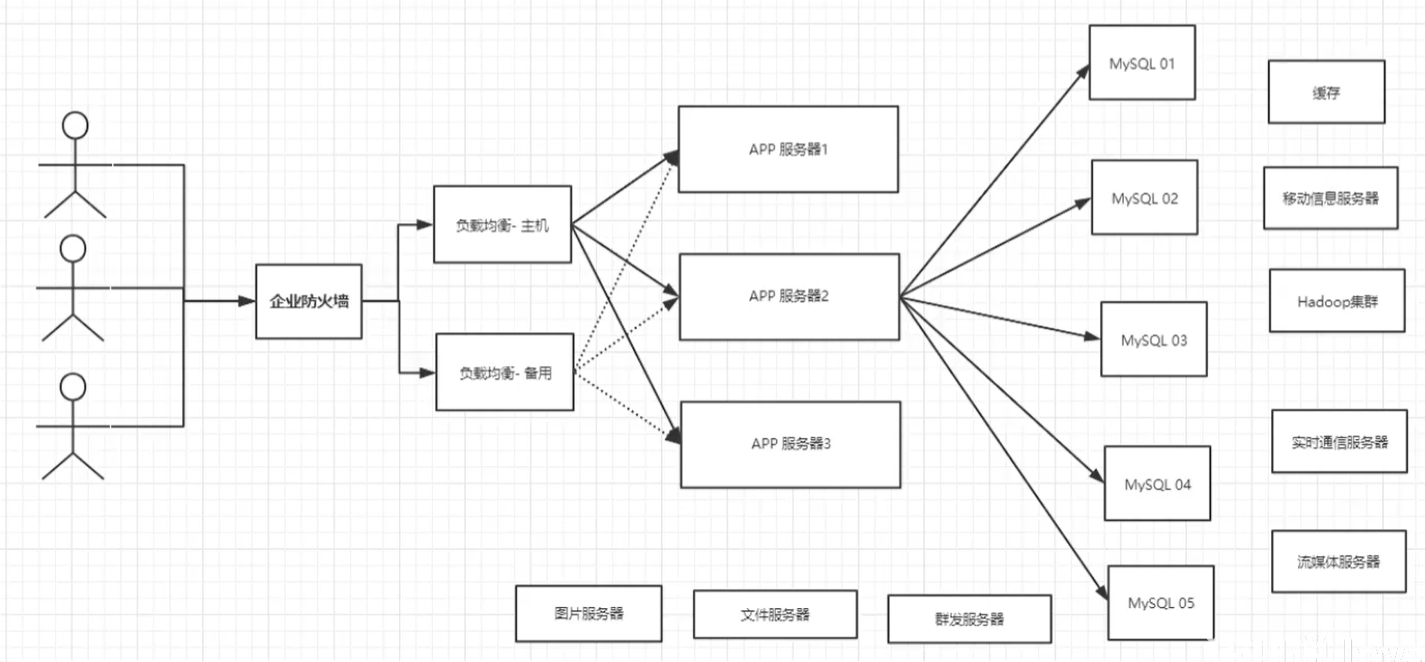 企业防火墙
负载均衡- 主机
负载均衡- 备用
APP 服务器1
APP 服务器2
APP 服务器3
MySQL 01
MySQL 02
MySQL 03
MySQL 04
MySQL 05
缓存
移动信息服务器
Hadoop集群
实时通信服务器
流媒体服务器
图片服务器
文件服务器
群发服务器